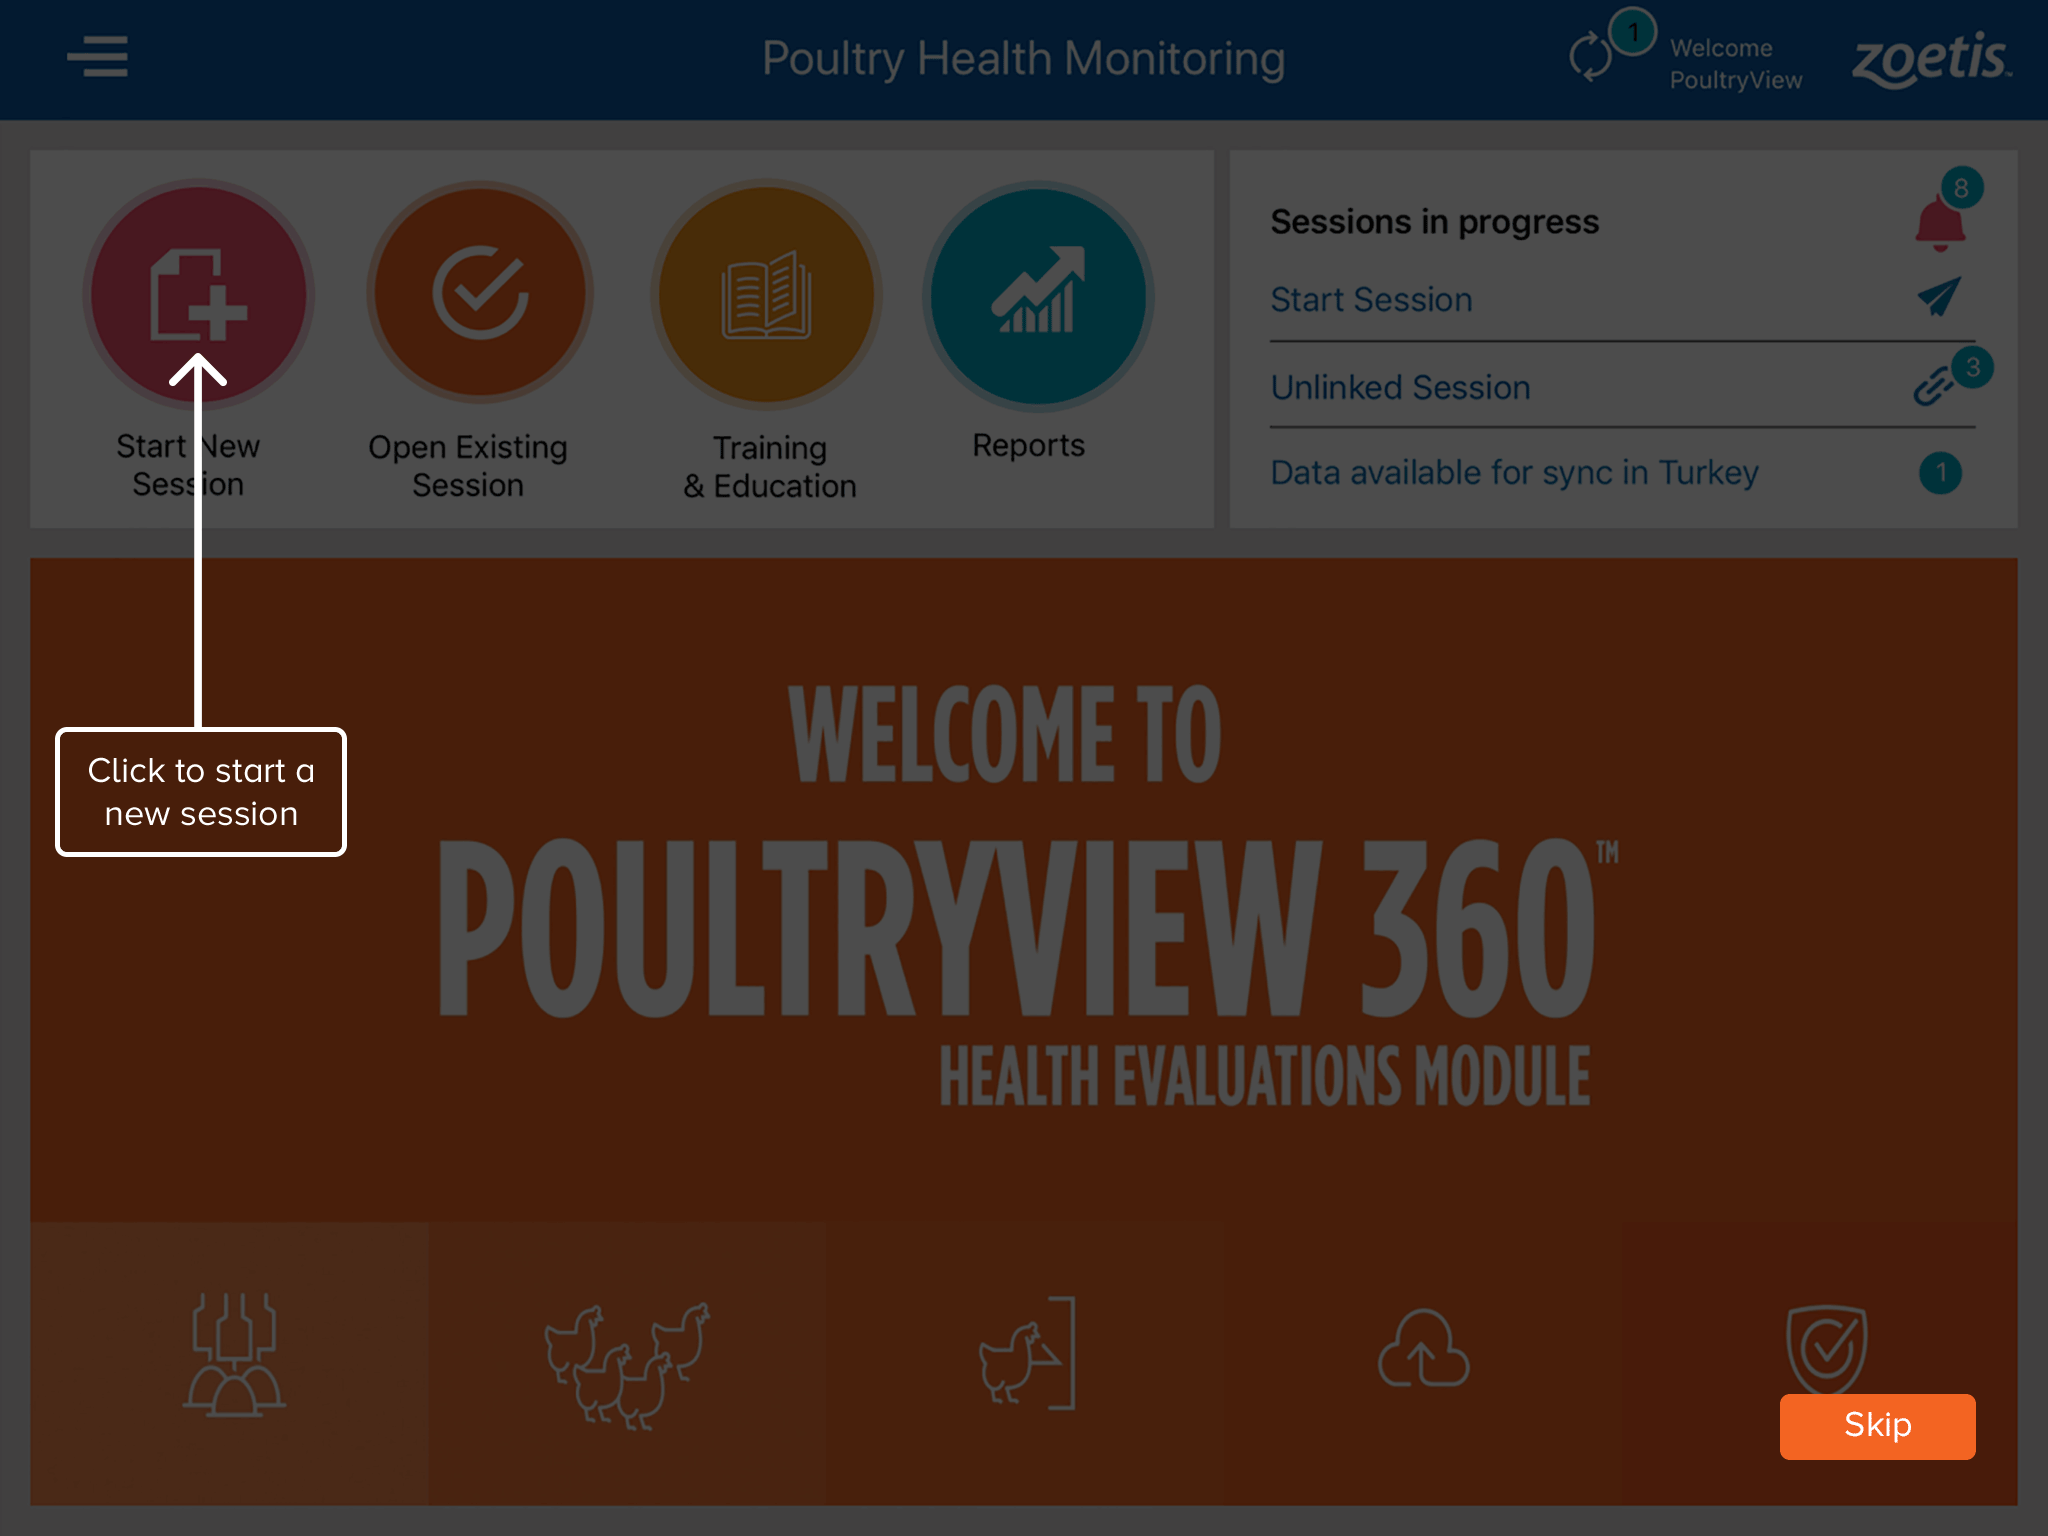 Poultry Health Monitoring
1
Welcome
PoultryView
zoetis™
Start New
Session
Open Existing
Session
Training
& Education
Reports
Sessions in progress
8
Start Session
Unlinked Session
3
Data available for sync in Turkey
1
Click to start a
new session
WELCOME TO
POULTRYVIEW 360™
HEALTH EVALUATIONS MODULE
Skip